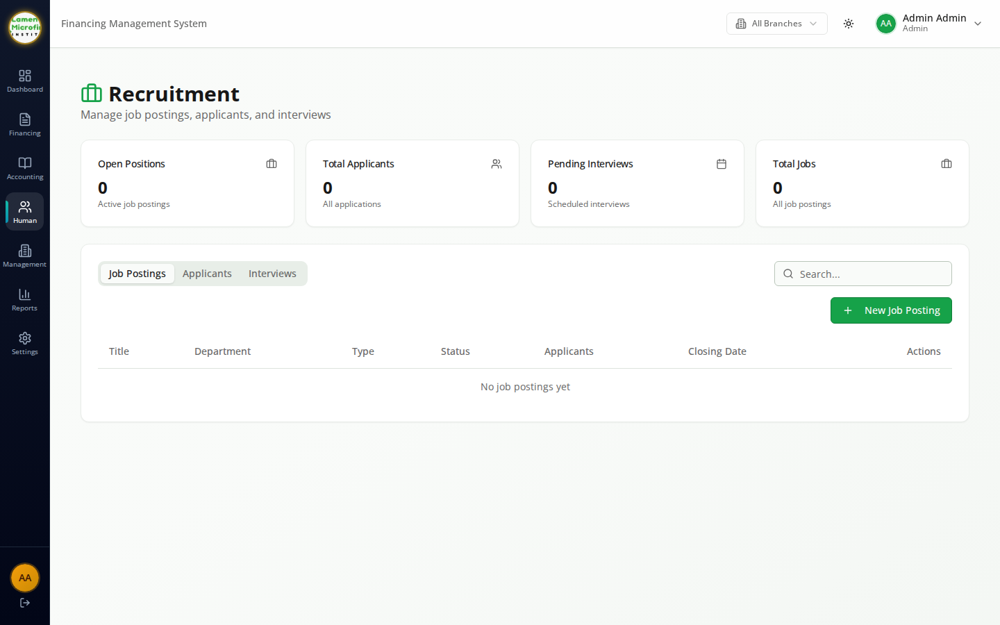 Lamen
Microfi
INSTIT
Dashboard
Financing
Accounting
Human
Management
Reports
Settings
AA
Financing Management System
All Branches
AA
Admin Admin
Admin
Recruitment
Manage job postings, applicants, and interviews
Open Positions
0
Active job postings
Total Applicants
0
All applications
Pending Interviews
0
Scheduled interviews
Total Jobs
0
All job postings
Job Postings Applicants Interviews
Search...
New Job Posting
Title Department Type Status Applicants Closing Date Actions
No job postings yet